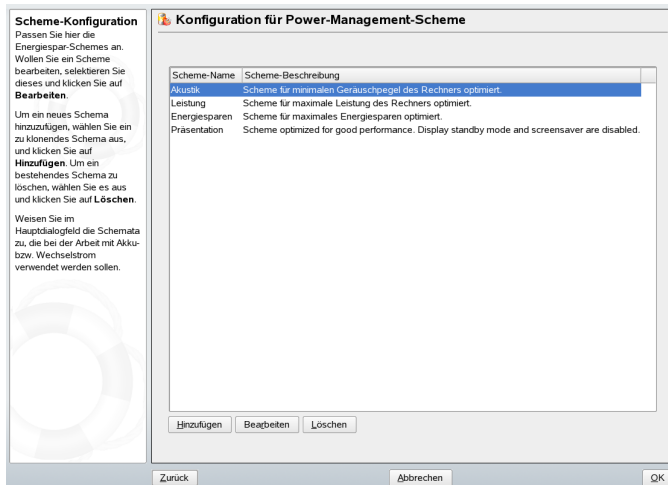 Scheme-Konfiguration
Passen Sie hier die
Energiespar-Schemes an.
Wollen Sie ein Scheme
bearbeiten, selektieren Sie
dieses und klicken Sie auf
Bearbeiten.
Um ein neues Schema
hinzuzufügen, wählen Sie ein
zu klonendes Schema aus,
und klicken Sie auf
Hinzufügen. Um ein
bestehendes Schema zu
löschen, wählen Sie es aus
und klicken Sie auf Löschen.
Weisen Sie im
Hauptdialogfeld die Schemata
zu, die bei der Arbeit mit Akku-
bzw. Wechselstrom
verwendet werden sollen.
Konfiguration für Power-Management-Scheme
Scheme-Name Scheme-Beschreibung
Akustik Scheme für minimalen Geräuschpegel des Rechners optimiert.
Leistung Scheme für maximale Leistung des Rechners optimiert.
Energiesparen Scheme für maximales Energiesparen optimiert.
Präsentation Scheme optimized for good performance. Display standby mode and screensaver are disabled.
Hinzufügen Bearbeiten Löschen
Zurück Abbrechen OK